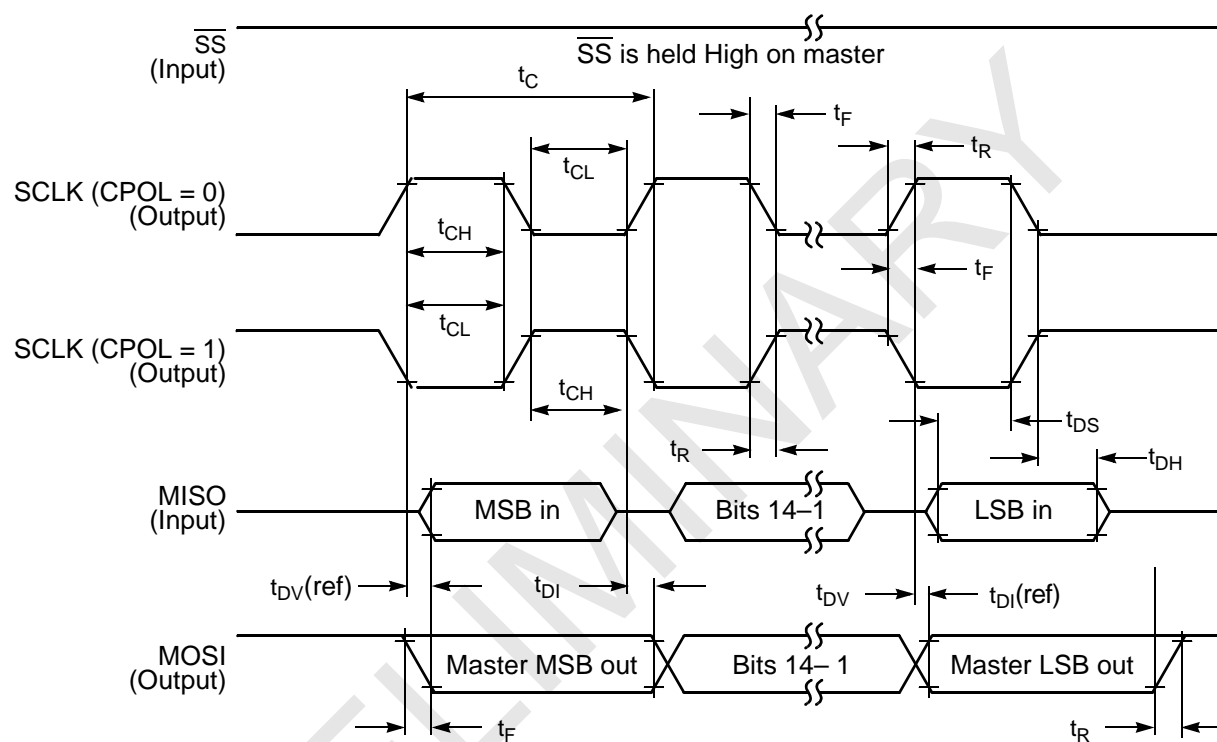 SS
(Input)
SS is held High on master
tC
tF
tCL
tR
SCLK (CPOL = 0)
(Output)
tCH
tF
tCL
SCLK (CPOL = 1)
(Output)
tCH
tDS
tR
tDH
MISO
(Input)
MSB in
Bits 14–1
LSB in
tDV(ref)
tDI
tDV
tDI(ref)
MOSI
(Output)
Master MSB out
Bits 14– 1
Master LSB out
tF
tR
ELIMINARY